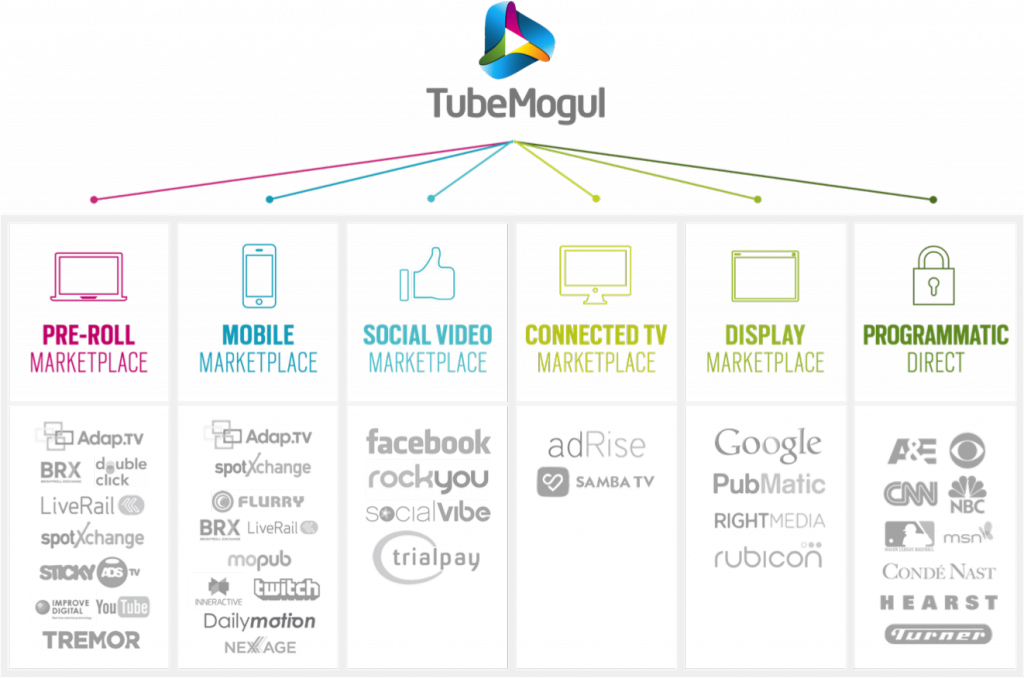 TubeMogul
PRE-ROLL
MARKETPLACE
Adap.TV
BRX
double
click
LiveRail
spotXchange
STICKY ADS TV
IMPROVE
DIGITAL
YouTube
TREMOR
MOBILE
MARKETPLACE
Adap.TV
spotXchange
FLURRY
BRX
LiveRail
mopub
INNERACTIVE
twitch
Dailymotion
NEXAGE
SOCIAL VIDEO
MARKETPLACE
facebook
rockyou
socialvibe
trialpay
CONNECTED TV
MARKETPLACE
adRise
SAMBA TV
DISPLAY
MARKETPLACE
Google
PubMatic
RIGHTMEDIA
rubicon
PROGRAMMATIC
DIRECT
A&E
CNN
NBC
MAJOR LEAGUE BASEBALL
msn
CONDÉ NAST
HEARST
Turner